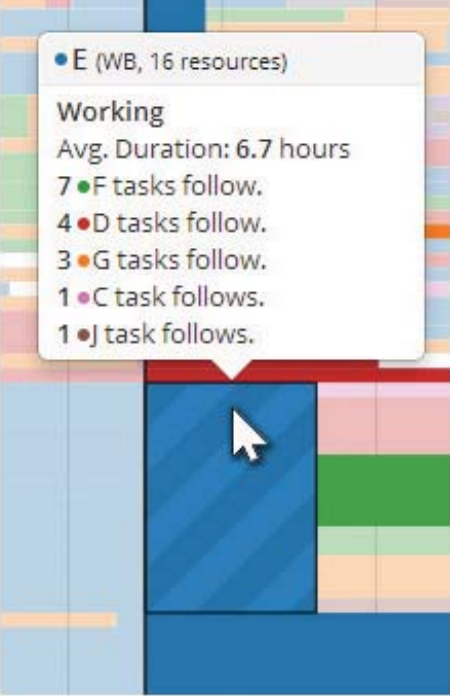 E (WB, 16 resources)
Working
Avg. Duration: 6.7 hours
7 F tasks follow.
4 D tasks follow.
3 G tasks follow.
1 C task follows.
1 J task follows.